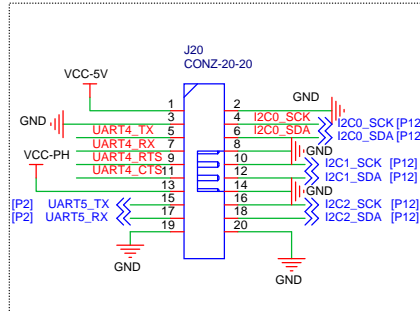 J20
CONZ-20-20
VCC-5V
GND
1 2
GND I2C0_SCK I2C0_SCK [P12
3 4
UART4_TX I2C0_SDA I2C0_SDA [P12
5 6
UART4_RX GND
7 8
VCC-PH UART4_RTS I2C1_SCK [P12]
9 10
UART4_CTS I2C1_SDA [P12]
11 12
13 14 GND
[P2] UART5_TX 15 16 I2C2_SCK [P12]
[P2] UART5_RX 17 18 I2C2_SDA [P12]
19 20
GND GND